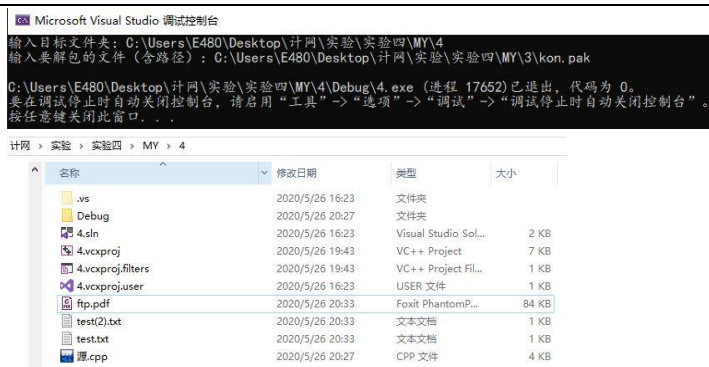 Microsoft Visual Studio 调试控制台
输入目标文件夹: C:\Users\E480\Desktop\计网\实验\实验四\MY\4
输入要解包的文件（含路径）: C:\Users\E480\Desktop\计网\实验\实验四\MY\3\kon.pak
C:\Users\E480\Desktop\计网\实验\实验四\MY\4\Debug\4.exe (进程 17652)已退出，代码为 0。
要在调试停止时自动关闭控制台，请启用“工具”->“选项”->“调试”->“调试停止时自动关闭控制台”。
按任意键关闭此窗口. . .
计网 › 实验 › 实验四 › MY › 4
名称 修改日期 类型 大小
.vs 2020/5/26 16:23 文件夹
Debug 2020/5/26 20:27 文件夹
4.sln 2020/5/26 16:23 Visual Studio Sol... 2 KB
4.vcxproj 2020/5/26 19:43 VC++ Project 7 KB
4.vcxproj.filters 2020/5/26 19:43 VC++ Project Fil... 1 KB
4.vcxproj.user 2020/5/26 16:23 USER 文件 1 KB
ftp.pdf 2020/5/26 20:33 Foxit PhantomP... 84 KB
test(2).txt 2020/5/26 20:33 文本文档 1 KB
test.txt 2020/5/26 20:33 文本文档 1 KB
源.cpp 2020/5/26 20:27 CPP 文件 4 KB